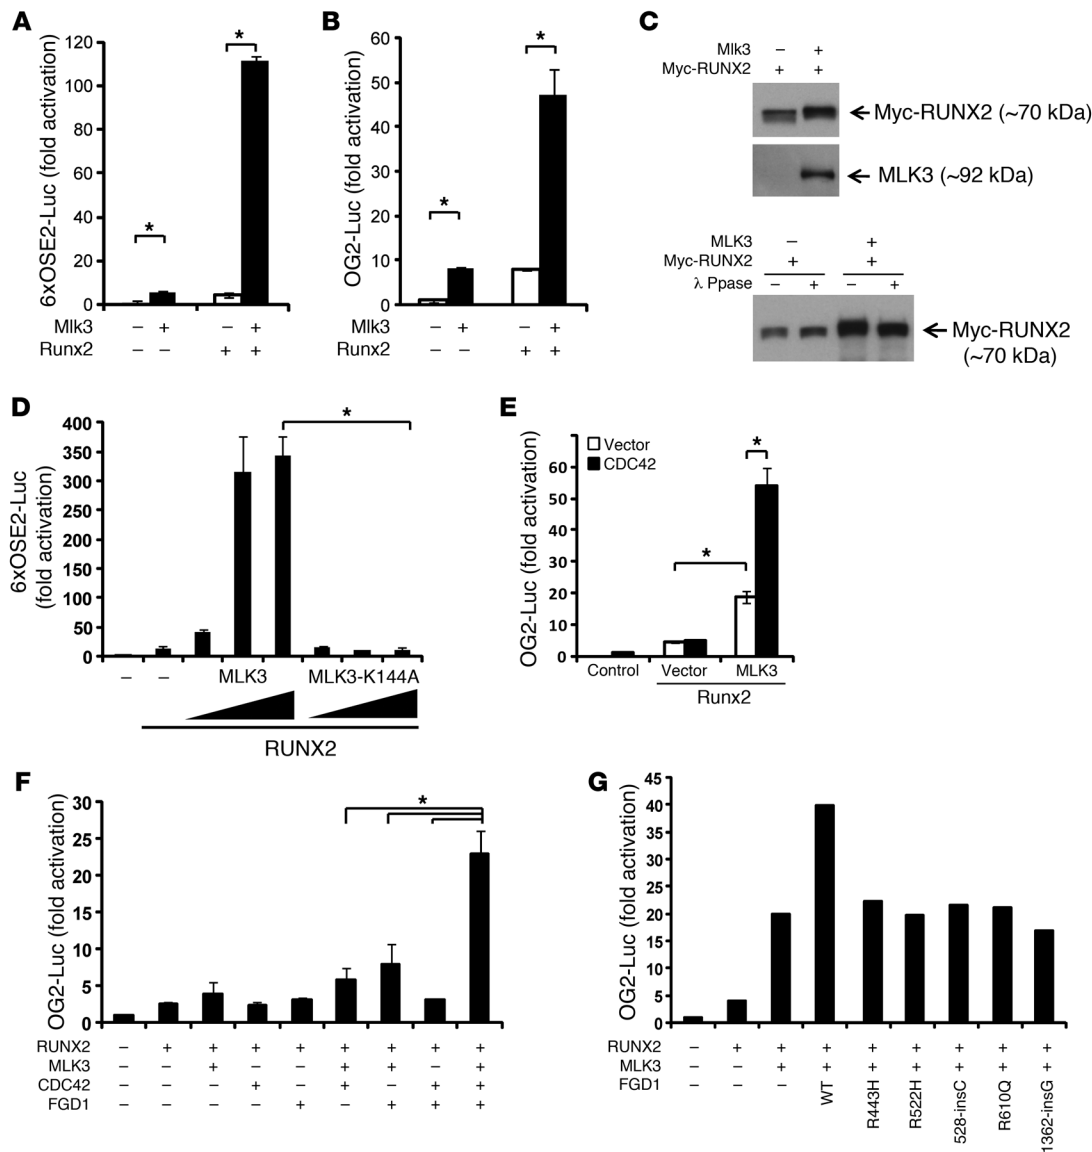 A
6xOSE2-Luc (fold activation)
120
100
80
60
40
20
0
*
*
Mlk3 – + – +
Runx2 – – + +
B
OG2-Luc (fold activation)
60
50
40
30
20
10
0
*
*
Mlk3 – + – +
Runx2 – – + +
C
Mlk3 – +
Myc-RUNX2 + +
Myc-RUNX2 (~70 kDa)
MLK3 (~92 kDa)
MLK3 – +
Myc-RUNX2 + +
λ Ppase – + – +
Myc-RUNX2
(~70 kDa)
D
6xOSE2-Luc
(fold activation)
400
350
300
250
200
150
100
50
0
*
– – MLK3 MLK3-K144A
RUNX2
E
OG2-Luc (fold activation)
60
50
40
30
20
10
0
Vector
CDC42
*
*
Control Vector MLK3
Runx2
F
OG2-Luc (fold activation)
30
25
20
15
10
5
0
*
RUNX2 – + + + + + + + +
MLK3 – – + – – + + – +
CDC42 – – – + – + – + +
FGD1 – – – – + – + + +
G
OG2-Luc (fold activation)
45
40
35
30
25
20
15
10
5
0
RUNX2 – + + + + + + + +
MLK3 – – + + + + + + +
FGD1 – – – WT R443H R522H 528-insC R610Q 1362-insG